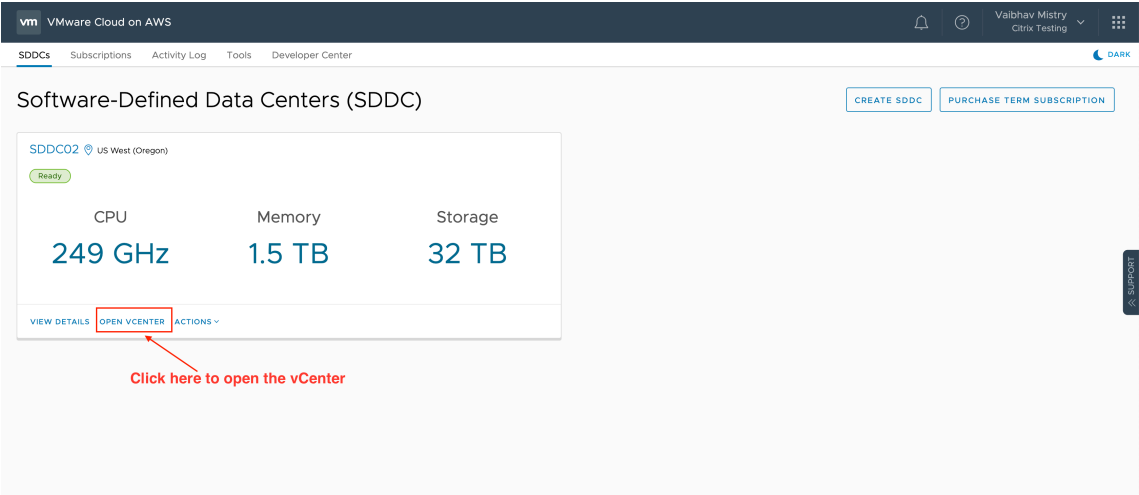 vm VMware Cloud on AWS
Vaibhav Mistry
Citrix Testing
SDDCs Subscriptions Activity Log Tools Developer Center
DARK
Software-Defined Data Centers (SDDC)
CREATE SDDC PURCHASE TERM SUBSCRIPTION
SDDC02 US West (Oregon)
Ready
CPU Memory Storage
249 GHz 1.5 TB 32 TB
SUPPORT
VIEW DETAILS OPEN VCENTER ACTIONS
Click here to open the vCenter